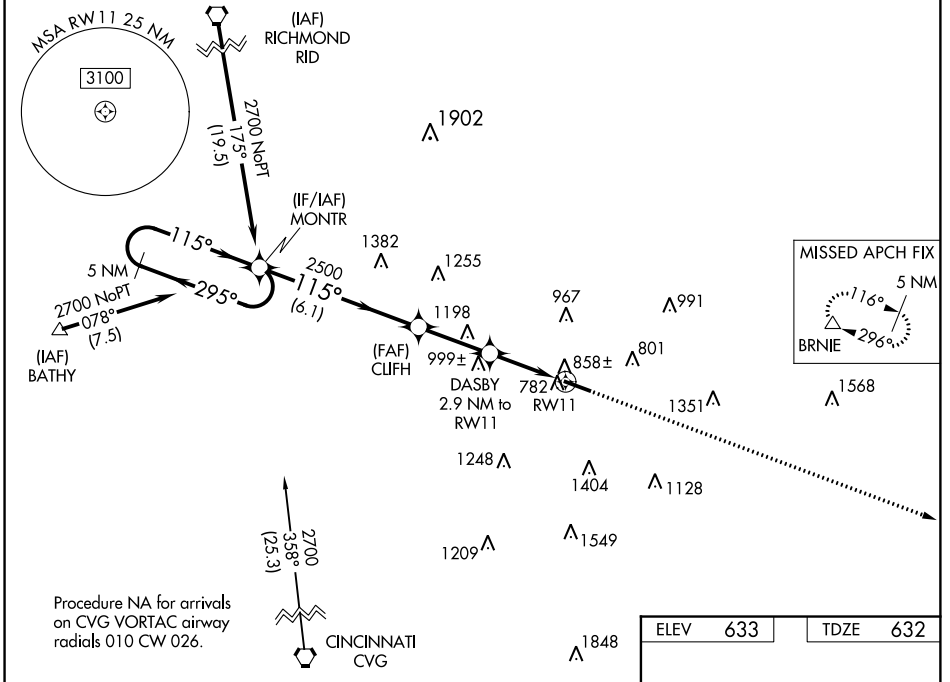 MSA RW11 25 NM
3100
(IAF)
RICHMOND
RID
2700 NoPT
175°
(19.5)
1902
(IF/IAF)
MONTR
115°
5 NM
295°
2700 NoPT
078°
(7.5)
(IAF)
BATHY
2500
115°
(6.1)
1382
1255
1198
967
991
(FAF)
CLIFH
999±
DASBY
2.9 NM to
RW11
858±
801
782
RW11
1351
1568
MISSED APCH FIX
5 NM
116°
296°
BRNIE
1248
1404
1128
1209
1549
2700
358°
(25.3)
Procedure NA for arrivals
on CVG VORTAC airway
radials 010 CW 026.
CINCINNATI
CVG
1848
ELEV 633
TDZE 632